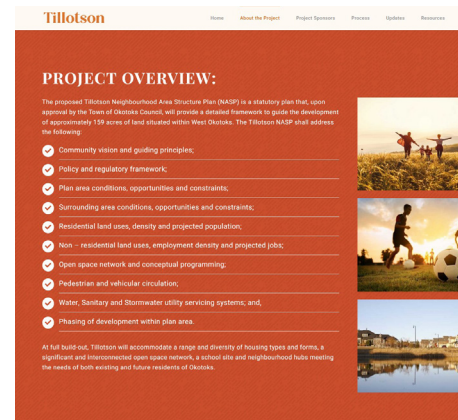 Tillotson
Home About the Project Project Sponsors Process Updates Resources
PROJECT OVERVIEW:
The proposed Tillotson Neighbourhood Area Structure Plan (NASP) is a statutory plan that, upon
approval by the Town of Okotoks Council, will provide a detailed framework to guide the development
of approximately 159 acres of land situated within West Okotoks. The Tillotson NASP shall address
the following:
Community vision and guiding principles;
Policy and regulatory framework;
Plan area conditions, opportunities and constraints;
Surrounding area conditions, opportunities and constraints;
Residential land uses, density and projected population;
Non – residential land uses, employment density and projected jobs;
Open space network and conceptual programming;
Pedestrian and vehicular circulation;
Water, Sanitary and Stormwater utility servicing systems; and,
Phasing of development within plan area.
At full build-out, Tillotson will accommodate a range and diversity of housing types and forms, a
significant and interconnected open space network, a school site and neighbourhood hubs meeting
the needs of both existing and future residents of Okotoks.